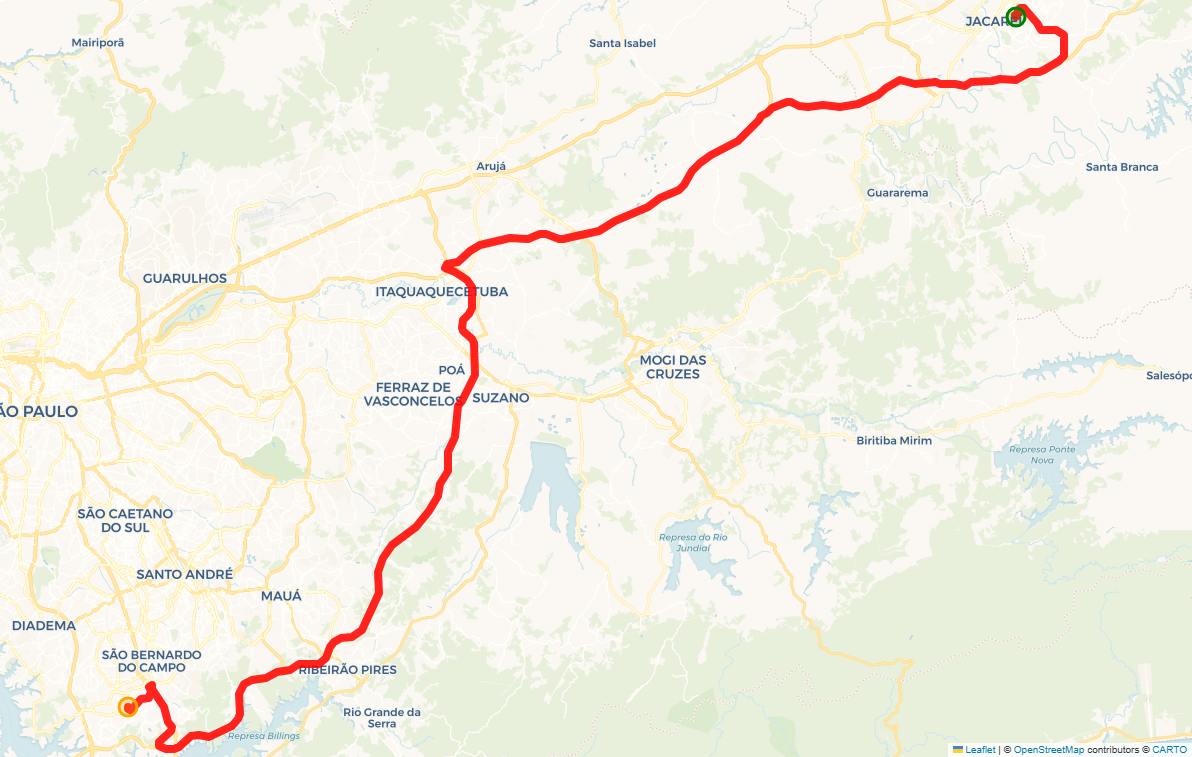 JACAREÍ
Mairiporã
Santa Isabel
Arujá
Santa Branca
Guararema
GUARULHOS
ITAQUAQUECETUBA
POÁ
MOGI DAS
CRUZES
FERRAZ DE
VASCONCELOS
SUZANO
Salesópo
ÃO PAULO
Biritiba Mirim
Represa Ponte
Nova
SÃO CAETANO
DO SUL
Represa do Rio
Jundiaí
SANTO ANDRÉ
MAUÁ
DIADEMA
SÃO BERNARDO
DO CAMPO
RIBEIRÃO PIRES
Rio Grande da
Serra
Represa Billings
Leaflet | © OpenStreetMap contributors © CARTO